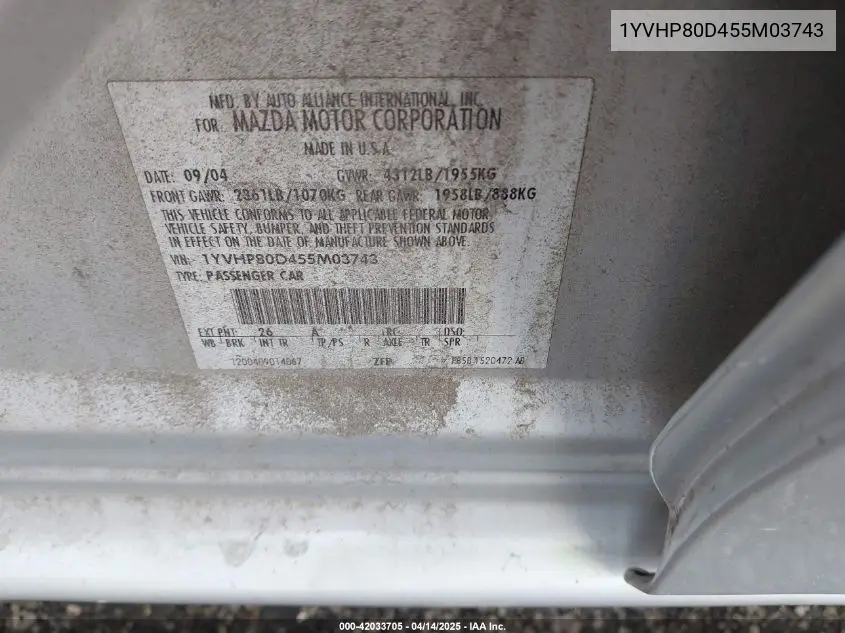 1YVHP80D455M03743
MFD. BY AUTO ALLIANCE INTERNATIONAL, INC.
FOR MAZDA MOTOR CORPORATION
MADE IN U.S.A.
DATE: 09/04 GVWR: 4312LB/1955KG
FRONT GAWR: 2361LB/1070KG REAR GAWR: 1958LB/888KG
THIS VEHICLE CONFORMS TO ALL APPLICABLE FEDERAL MOTOR
VEHICLE SAFETY, BUMPER, AND THEFT PREVENTION STANDARDS
IN EFFECT ON THE DATE OF MANUFACTURE SHOWN ABOVE.
VIN: 1YVHP80D455M03743
TYPE: PASSENGER CAR
EXT PNT: 26 A RC: DSO:
WB BRK INT TR TP/PS R AXLE TR SPR
000-42033705 - 04/14/2025 - IAA Inc.